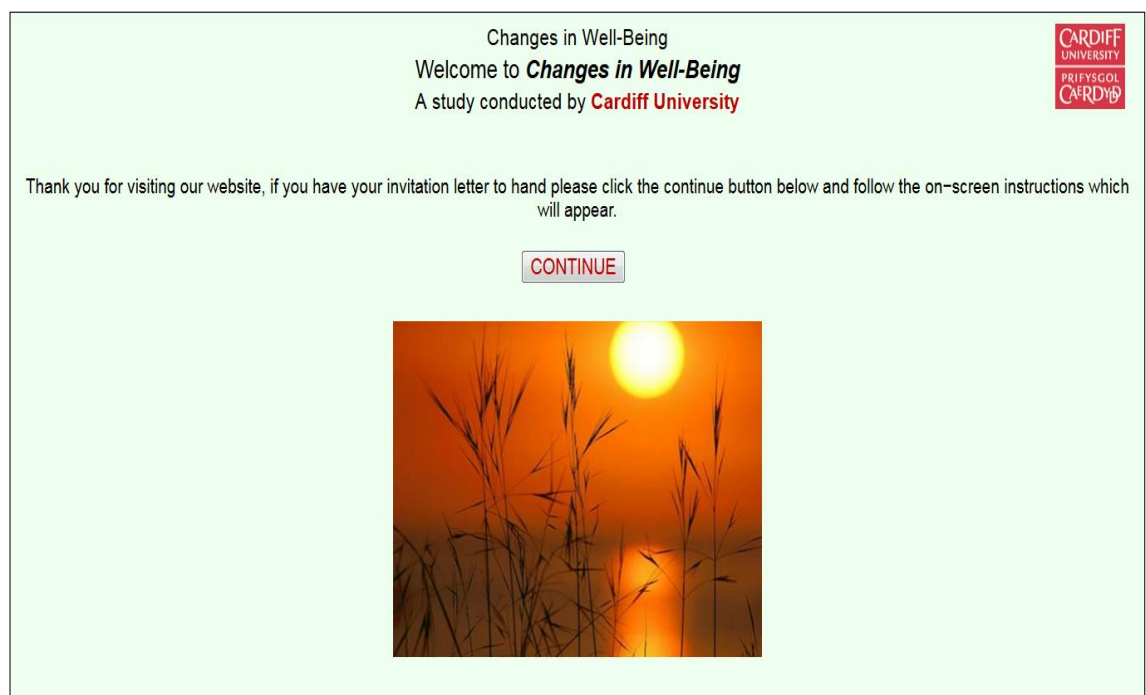 Changes in Well-Being
Welcome to Changes in Well-Being
A study conducted by Cardiff University
CARDIFF
UNIVERSITY
PRIFYSGOL
CAERDYDD
Thank you for visiting our website, if you have your invitation letter to hand please click the continue button below and follow the on-screen instructions which
will appear.
CONTINUE